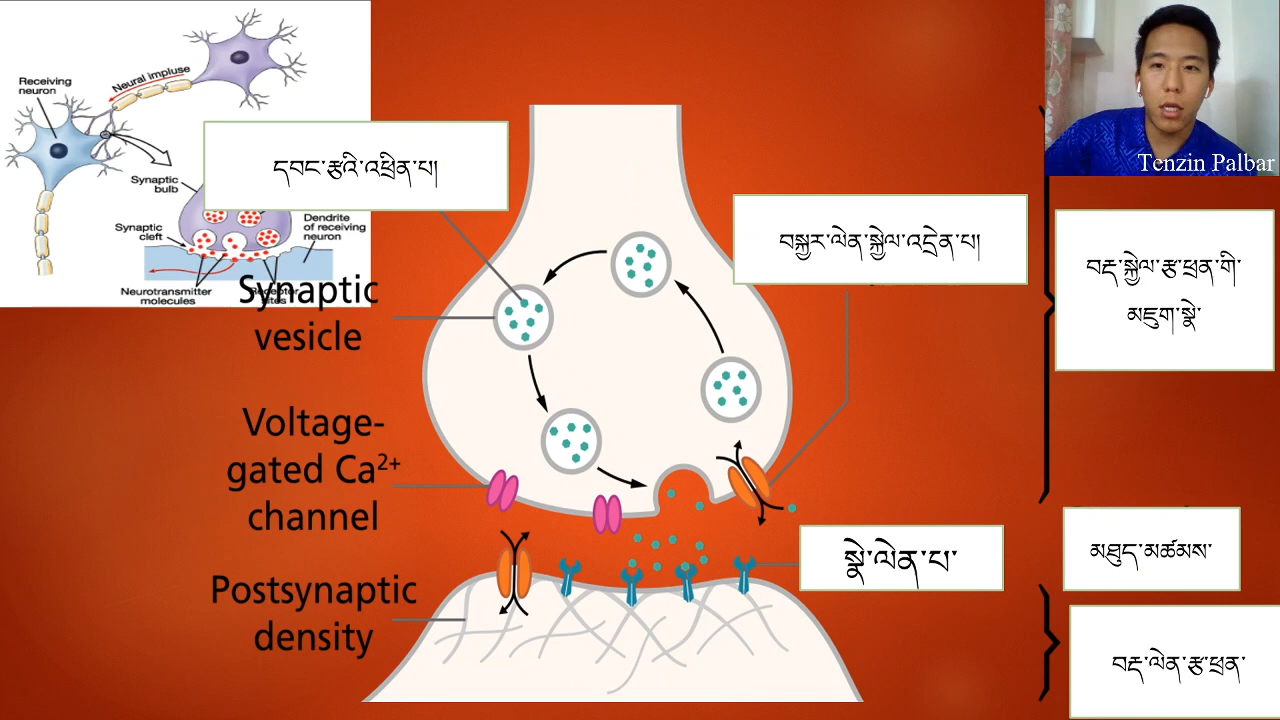 Receiving
neuron
Neural impluse
Synaptic
bulb
Synaptic
cleft
Dendrite
of receiving
neuron
Neurotransmitter
molecules
དབང་རྩའི་འཕྲིན་པ།
Synaptic
vesicle
Voltage-
gated Ca²⁺
channel
Postsynaptic
density
བསྐྱར་ལེན་སྐྱེལ་འདྲེན་པ།
སྣེ་ལེན་པ་
Tenzin Palbar
བརྡ་སྐྱེལ་རྩ་ཕྲན་གི་
མཇུག་སྣེ་
མཐུད་མཚམས་
བརྡ་ལེན་རྩ་ཕྲན་